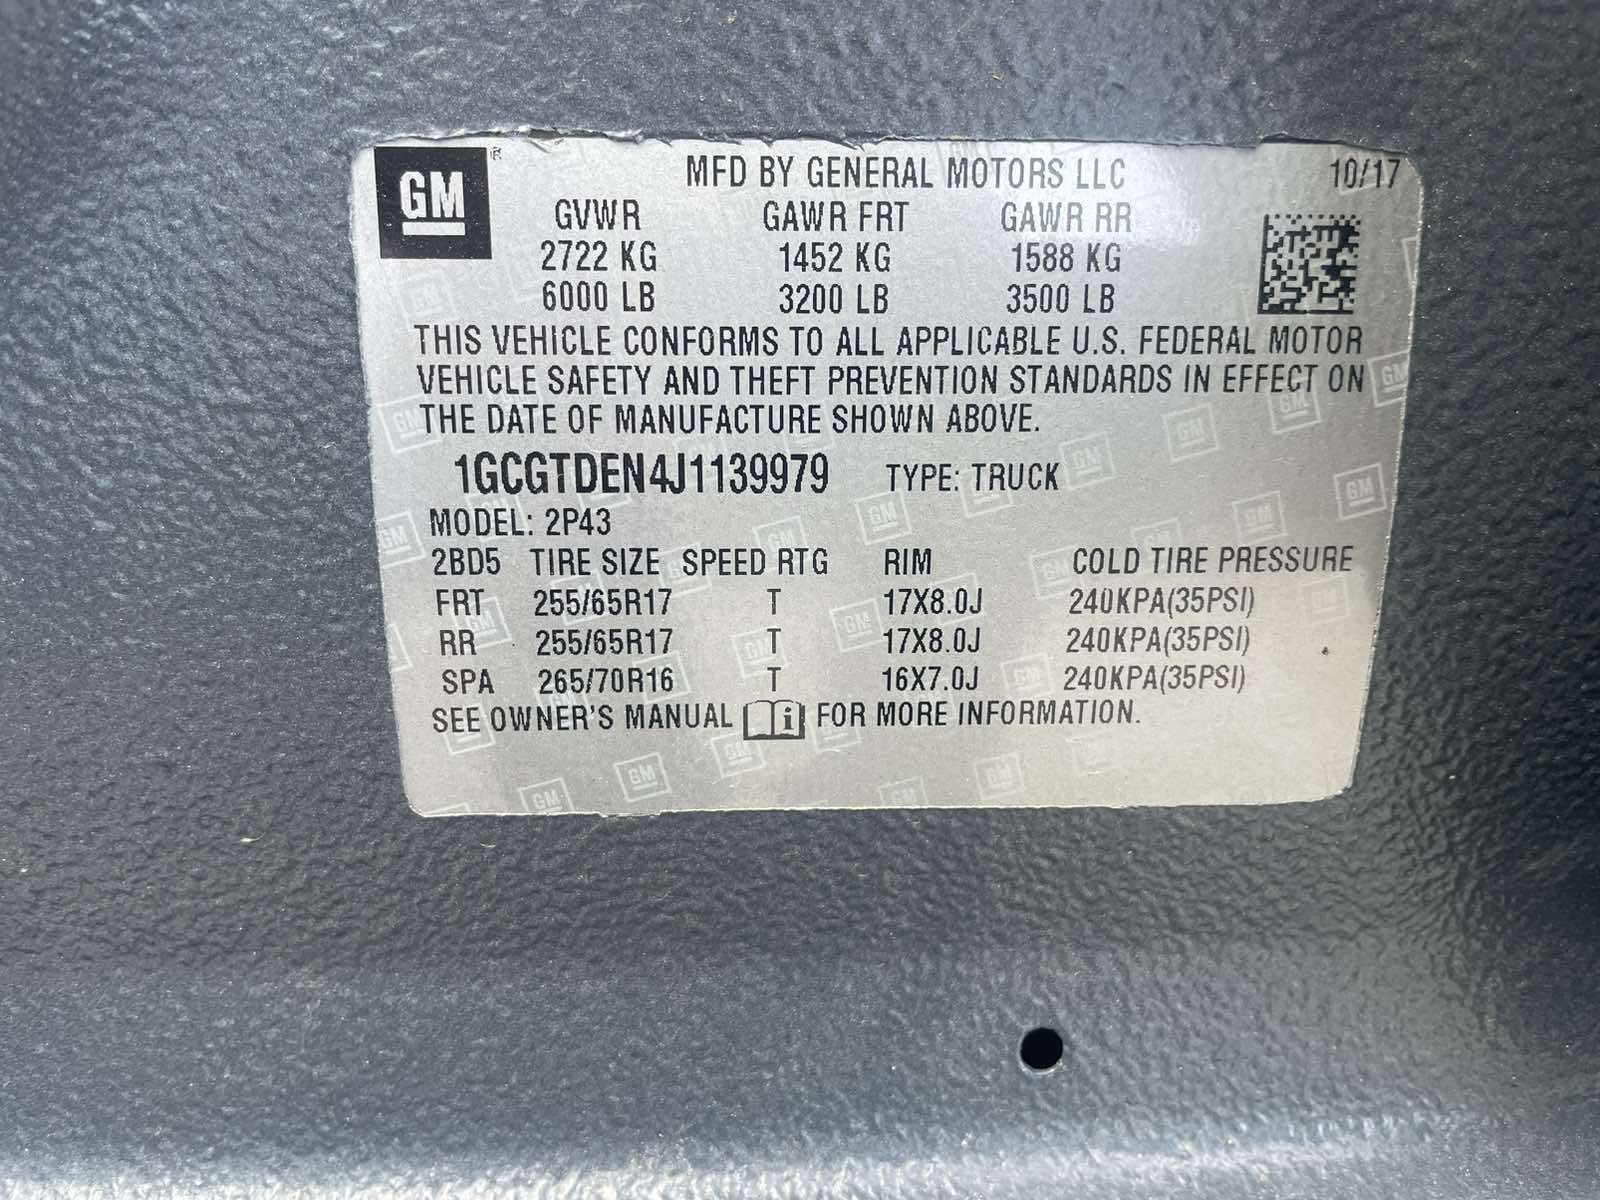 GM ® MFD BY GENERAL MOTORS LLC 10/17
GVWR GAWR FRT GAWR RR
2722 KG 1452 KG 1588 KG
6000 LB 3200 LB 3500 LB
THIS VEHICLE CONFORMS TO ALL APPLICABLE U.S. FEDERAL MOTOR
VEHICLE SAFETY AND THEFT PREVENTION STANDARDS IN EFFECT ON
THE DATE OF MANUFACTURE SHOWN ABOVE.
1GCGTDEN4J1139979 TYPE: TRUCK
MODEL: 2P43
2BD5 TIRE SIZE SPEED RTG RIM COLD TIRE PRESSURE
FRT 255/65R17 T 17X8.0J 240KPA(35PSI)
RR 255/65R17 T 17X8.0J 240KPA(35PSI)
SPA 265/70R16 T 16X7.0J 240KPA(35PSI)
SEE OWNER'S MANUAL i FOR MORE INFORMATION.